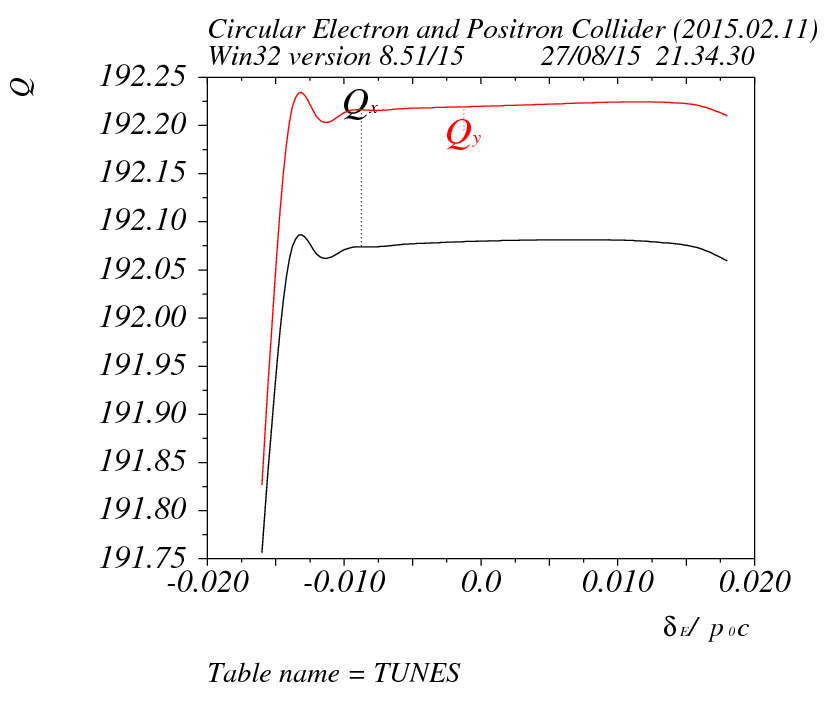 Circular Electron and Positron Collider (2015.02.11)
Win32 version 8.51/15 27/08/15 21.34.30
Q
192.25
192.20
192.15
192.10
192.05
192.00
191.95
191.90
191.85
191.80
191.75
Qx
Qy
-0.020 -0.010 0.0 0.010 0.020
δE/ p0c
Table name = TUNES